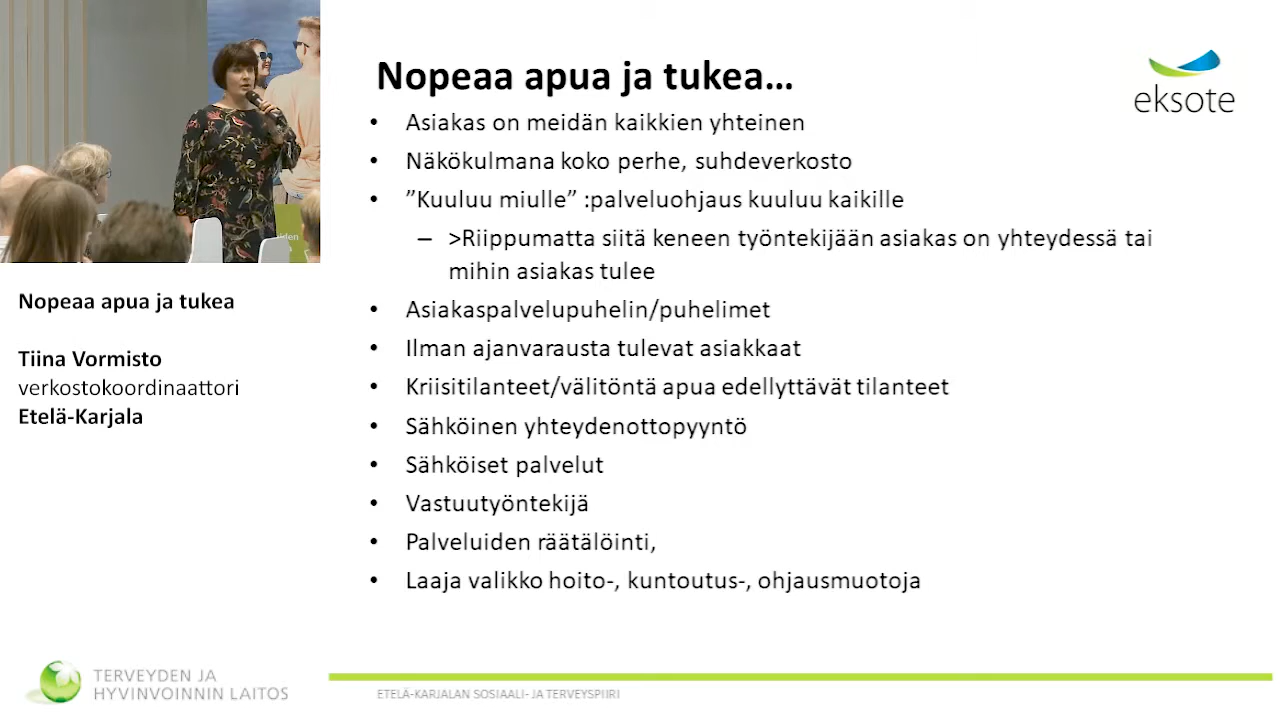 Nopeaa apua ja tukea…
eksote
• Asiakas on meidän kaikkien yhteinen
• Näkökulmana koko perhe, suhdeverkosto
• ”Kuuluu miulle” :palveluohjaus kuuluu kaikille
– >Riippumatta siitä keneen työntekijään asiakas on yhteydessä tai
mihin asiakas tulee
• Asiakaspalvelupuhelin/puhelimet
• Ilman ajanvarausta tulevat asiakkaat
• Kriisitilanteet/välitöntä apua edellyttävät tilanteet
• Sähköinen yhteydenottopyyntö
• Sähköiset palvelut
• Vastuutyöntekijä
• Palveluiden räätälöinti,
• Laaja valikko hoito-, kuntoutus-, ohjausmuotoja
Nopeaa apua ja tukea
Tiina Vormisto
verkostokoordinaattori
Etelä-Karjala
TERVEYDEN JA
HYVINVOINNIN LAITOS
ETELÄ-KARJALAN SOSIAALI- JA TERVEYSPIIRI